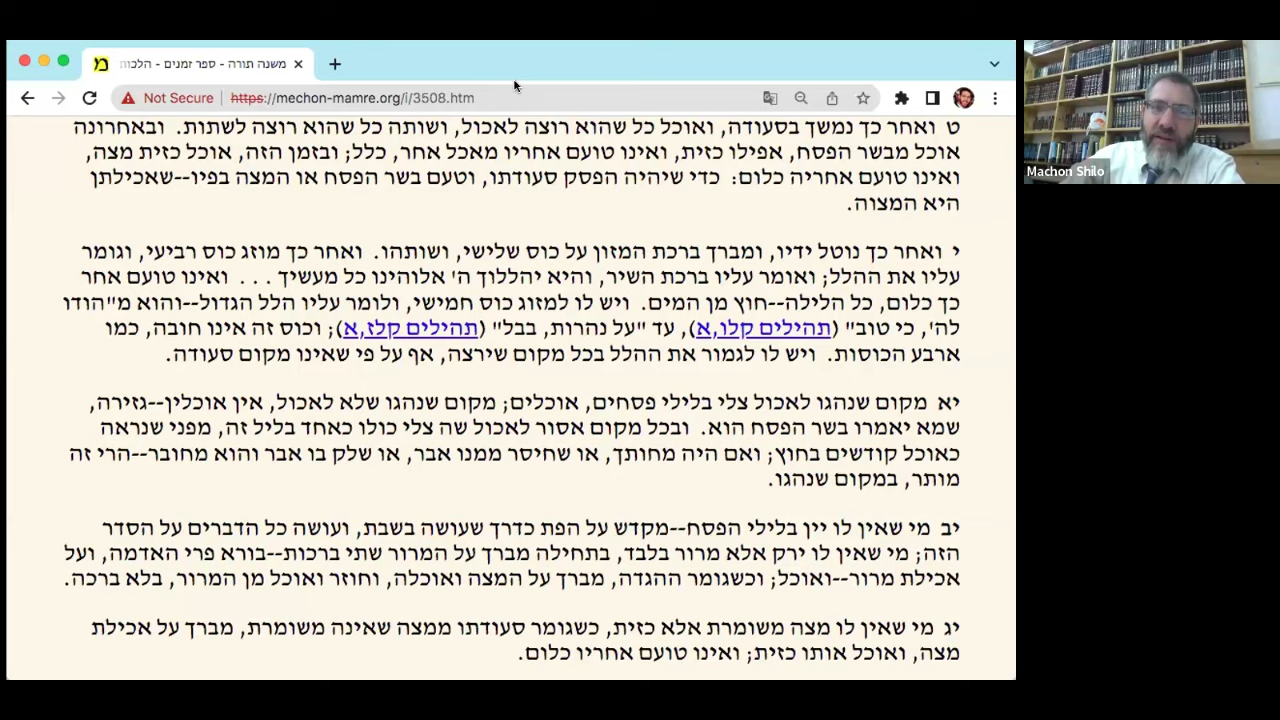 משנה תורה - ספר זמנים - הלכות
Not Secure
https://mechon-mamre.org/i/3508.htm
Machon Shilo
ט ואחר כך נמשך בסעודה, ואוכל כל שהוא רוצה לאכול, ושותה כל שהוא רוצה לשתות. ובאחרונה
אוכל מבשר הפסח, אפילו כזית, ואינו טועם אחריו מאכל אחר, כלל; ובזמן הזה, אוכל כזית מצה,
ואינו טועם אחריה כלום: כדי שיהיה הפסק סעודתו, וטעם בשר הפסח או המצה בפיו--שאכילתן
היא המצוה.
י ואחר כך נוטל ידיו, ומברך ברכת המזון על כוס שלישי, ושותהו. ואחר כך מוזג כוס רביעי, וגומר
עליו את ההלל; ואומר עליו ברכת השיר, והיא יהללוך ה' אלוהינו כל מעשיך . . . ואינו טועם אחר
כך כלום, כל הלילה--חוץ מן המים. ויש לו למזוג כוס חמישי, ולומר עליו הלל הגדול--והוא מ"הודו
לה', כי טוב" (תהילים קלו,א), עד "על נהרות, בבל" (תהילים קלז,א); וכוס זה אינו חובה, כמו
ארבע הכוסות. ויש לו לגמור את ההלל בכל מקום שירצה, אף על פי שאינו מקום סעודה.
יא מקום שנהגו לאכול צלי בלילי פסחים, אוכלים; מקום שנהגו שלא לאכול, אין אוכלין--גזירה,
שמא יאמרו בשר הפסח הוא. ובכל מקום אסור לאכול שה צלי כולו כאחד בליל זה, מפני שנראה
כאוכל קודשים בחוץ; ואם היה מחותך, או שחיסר ממנו אבר, או שלק בו אבר והוא מחובר--הרי זה
מותר, במקום שנהגו.
יב מי שאין לו יין בלילי הפסח--מקדש על הפת כדרך שעושה בשבת, ועושה כל הדברים על הסדר
הזה; מי שאין לו ירק אלא מרור בלבד, בתחילה מברך על המרור שתי ברכות--בורא פרי האדמה, ועל
אכילת מרור--ואוכל; וכשגומר ההגדה, מברך על המצה ואוכלה, וחוזר ואוכל מן המרור, בלא ברכה.
יג מי שאין לו מצה משומרת אלא כזית, כשגומר סעודתו ממצה שאינה משומרת, מברך על אכילת
מצה, ואוכל אותו כזית; ואינו טועם אחריו כלום.